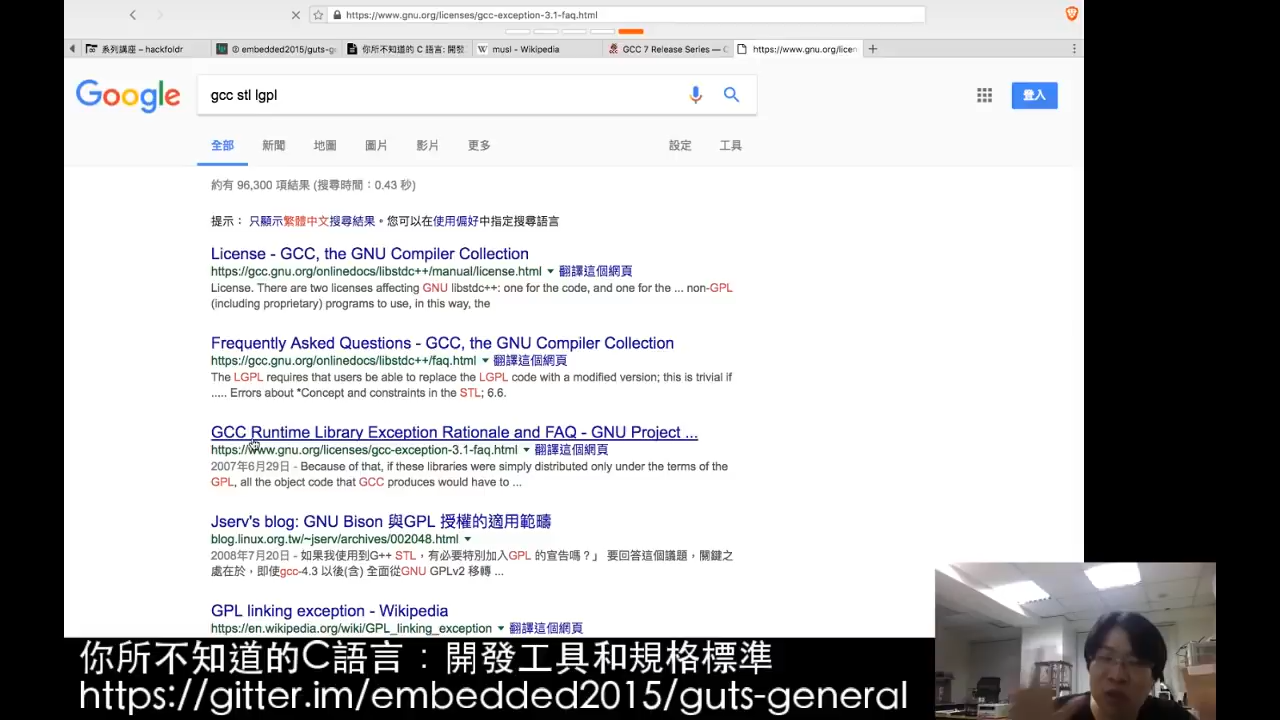 https://www.gnu.org/licenses/gcc-exception-3.1-faq.html
系列講座 – hackfoldr
@ embedded2015/guts-g
你所不知道的 C 語言: 開發
musl - Wikipedia
GCC 7 Release Series —
https://www.gnu.org/licen
Google
gcc stl lgpl
登入
全部 新聞 地圖 圖片 影片 更多 設定 工具
約有 96,300 項結果 (搜尋時間：0.43 秒)
提示： 只顯示繁體中文搜尋結果。您可以在使用偏好中指定搜尋語言
License - GCC, the GNU Compiler Collection
https://gcc.gnu.org/onlinedocs/libstdc++/manual/license.html ▼ 翻譯這個網頁
License. There are two licenses affecting GNU libstdc++: one for the code, and one for the ... non-GPL
(including proprietary) programs to use, in this way, the
Frequently Asked Questions - GCC, the GNU Compiler Collection
https://gcc.gnu.org/onlinedocs/libstdc++/faq.html ▼ 翻譯這個網頁
The LGPL requires that users be able to replace the LGPL code with a modified version; this is trivial if
..... Errors about *Concept and constraints in the STL; 6.6.
GCC Runtime Library Exception Rationale and FAQ - GNU Project ...
https://www.gnu.org/licenses/gcc-exception-3.1-faq.html ▼ 翻譯這個網頁
2007年6月29日 - Because of that, if these libraries were simply distributed only under the terms of the
GPL, all the object code that GCC produces would have to ...
Jserv's blog: GNU Bison 與GPL 授權的適用範疇
blog.linux.org.tw/~jserv/archives/002048.html ▼
2008年7月20日 - 如果我使用到G++ STL，有必要特別加入GPL 的宣告嗎？」 要回答這個議題，關鍵之
處在於，即使gcc-4.3 以後(含) 全面從GNU GPLv2 移轉 ...
GPL linking exception - Wikipedia
https://en.wikipedia.org/wiki/GPL_linking_exception ▼ 翻譯這個網頁
你所不知道的C語言：開發工具和規格標準
https://gitter.im/embedded2015/guts-general